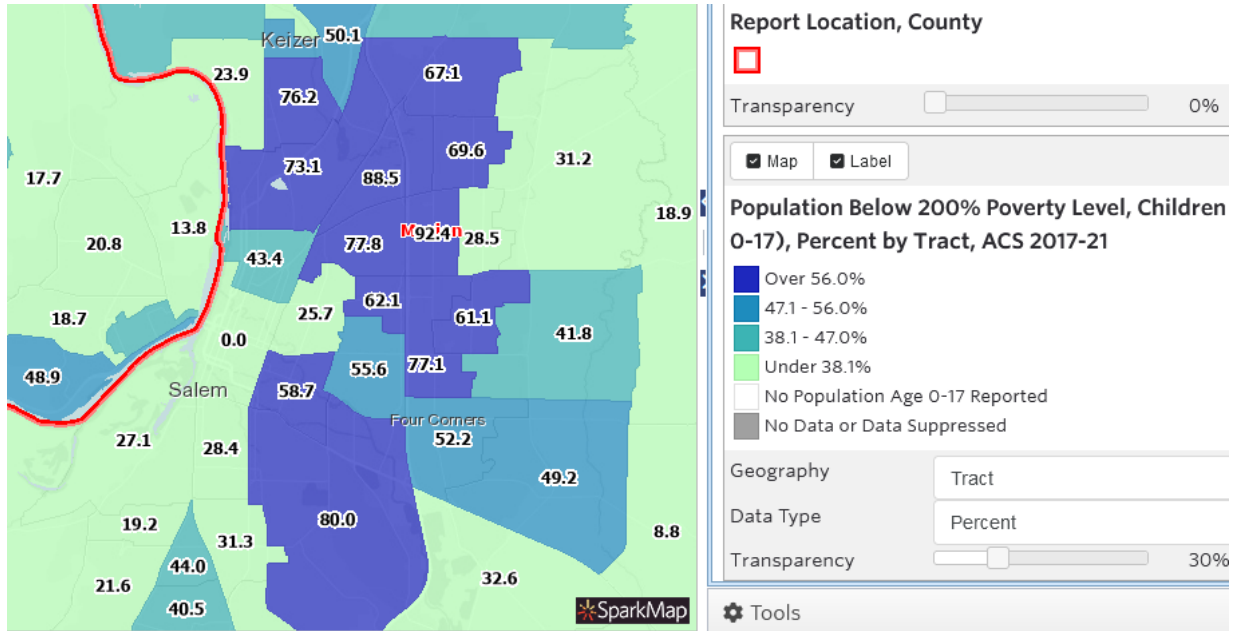 Keizer 50.1
23.9
67.1
76.2
69.6
31.2
73.1
88.5
17.7
18.9
13.8
20.8
77.8
92.4
28.5
43.4
62.1
25.7
61.1
18.7
41.8
0.0
55.6
77.1
48.9
58.7
Salem
Four Corners
52.2
27.1
28.4
49.2
19.2
80.0
31.3
8.8
44.0
32.6
21.6
40.5
SparkMap
Report Location, County
Transparency 0%
Map Label
Population Below 200% Poverty Level, Children
0-17), Percent by Tract, ACS 2017-21
Over 56.0%
47.1 - 56.0%
38.1 - 47.0%
Under 38.1%
No Population Age 0-17 Reported
No Data or Data Suppressed
Geography Tract
Data Type Percent
Transparency 30%
Tools